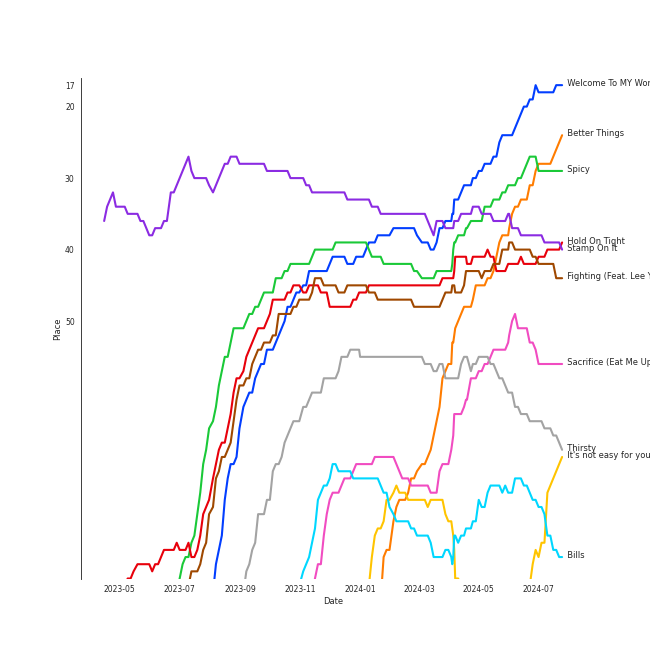 17
Welcome To MY Wor
20
Better Things
Spicy
30
Hold On Tight
40
Stamp On It
Fighting (Feat. Lee Y
50
Place
Sacrifice (Eat Me Up
Thirsty
It's not easy for you
Bills
2023-05
2023-07
2023-09
2023-11
2024-01
2024-03
2024-05
2024-07
Date